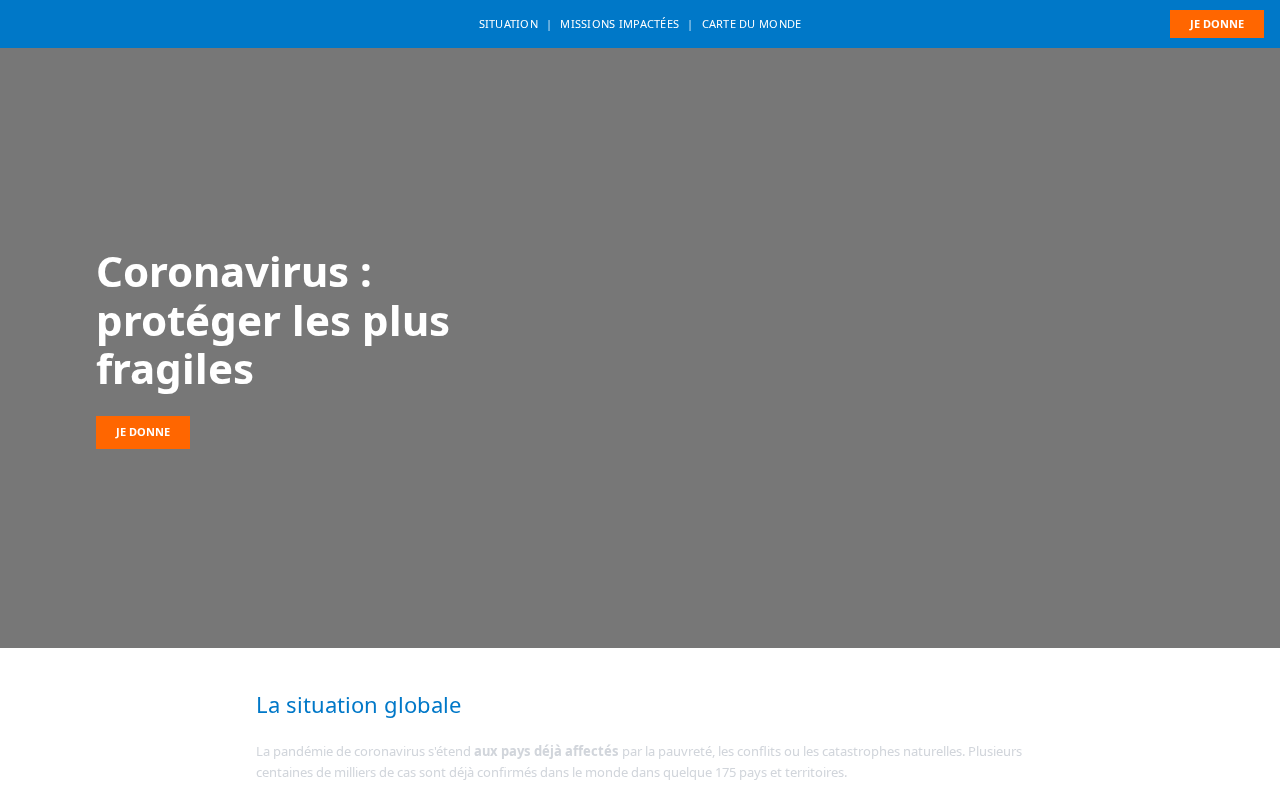 SITUATION | MISSIONS IMPACTÉES | CARTE DU MONDE
JE DONNE
Coronavirus :
protéger les plus
fragiles
JE DONNE
La situation globale
La pandémie de coronavirus s'étend aux pays déjà affectés par la pauvreté, les conflits ou les catastrophes naturelles. Plusieurs
centaines de milliers de cas sont déjà confirmés dans le monde dans quelque 175 pays et territoires.